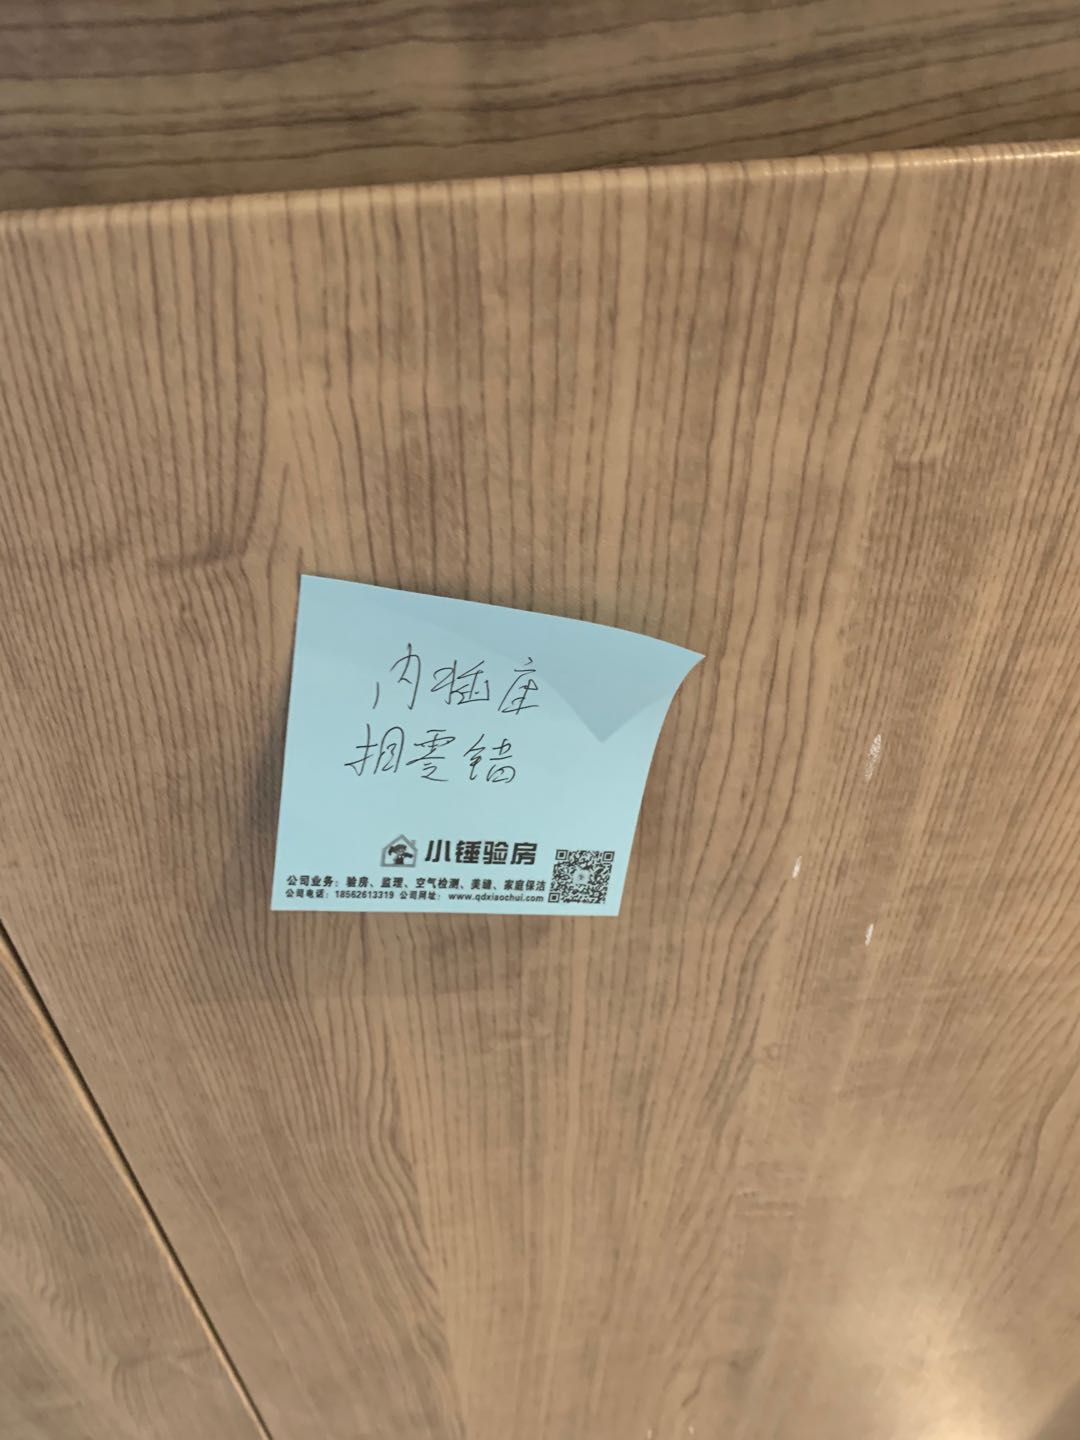 内插座
相零错
小锤验房
公司业务：验房、监理、空气检测、美缝、家庭保洁
公司电话：18562613319 公司网址：www.qdxiaochui.com